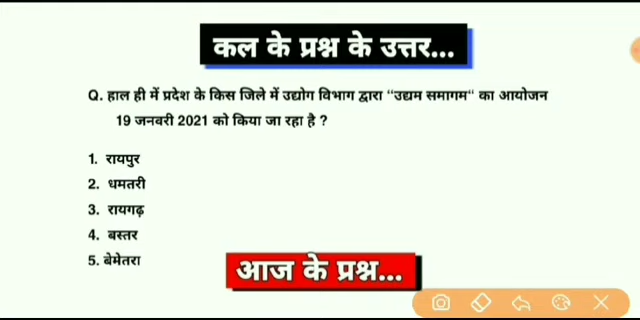 कल के प्रश्न के उत्तर...
Q. हाल ही में प्रदेश के किस जिले में उद्योग विभाग द्वारा “उद्यम समागम“ का आयोजन
19 जनवरी 2021 को किया जा रहा है ?
1. रायपुर
2. धमतरी
3. रायगढ़
4. बस्तर
5. बेमेतरा
आज के प्रश्न...